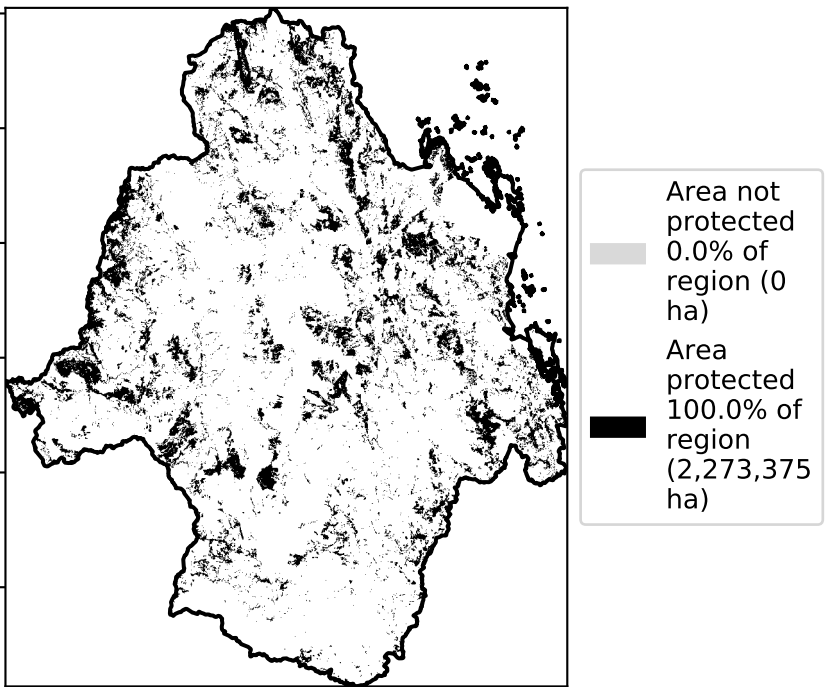 Area not
protected
0.0% of
region (0
ha)
Area
protected
100.0% of
region
(2,273,375
ha)